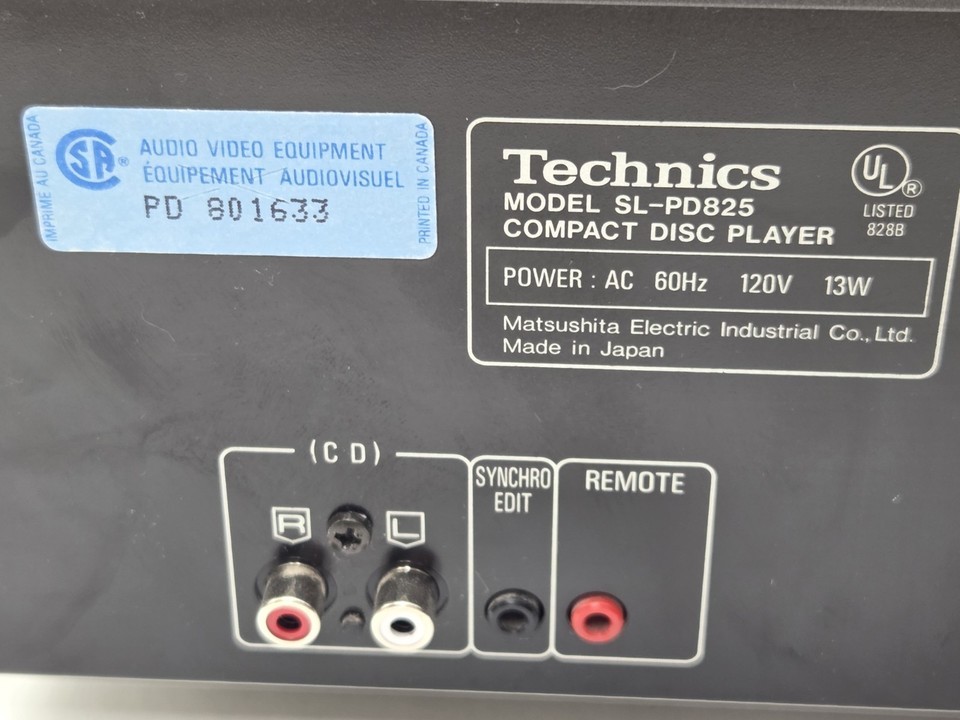 IMPRIMÉ AU CANADA
SA ®
AUDIO VIDEO EQUIPMENT
ÉQUIPEMENT AUDIOVISUEL
PD 801633
PRINTED IN CANADA
Technics
MODEL SL-PD825
COMPACT DISC PLAYER
UL ®
LISTED
828B
POWER : AC 60Hz 120V 13W
Matsushita Electric Industrial Co., Ltd.
Made in Japan
(CD)
R L
SYNCHRO
EDIT
REMOTE